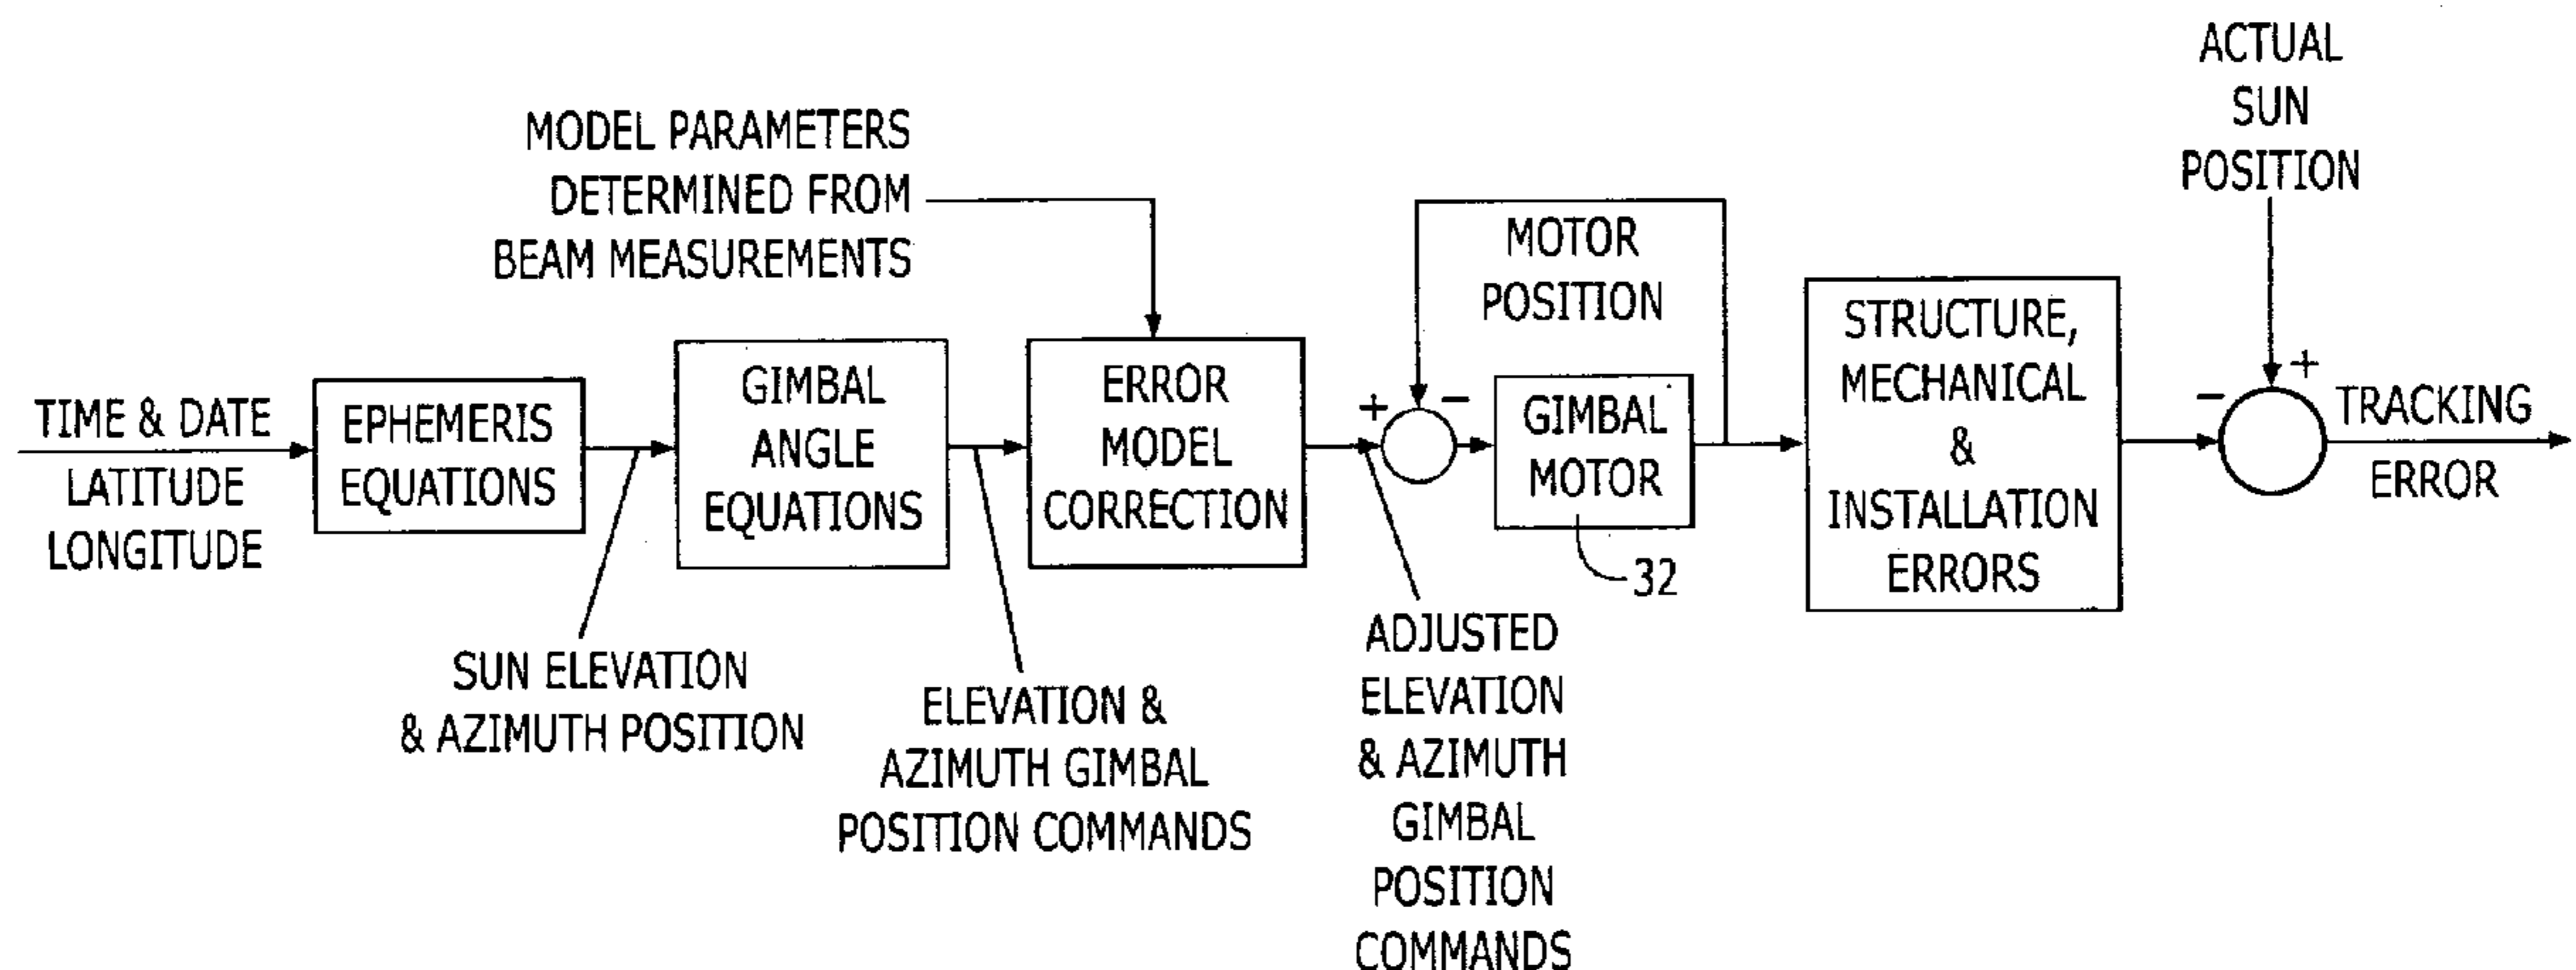 ACTUAL
SUN
POSITION
MODEL PARAMETERS
DETERMINED FROM
BEAM MEASUREMENTS
MOTOR
POSITION
TIME & DATE
LATITUDE
LONGITUDE
EPHEMERIS
EQUATIONS
GIMBAL
ANGLE
EQUATIONS
ERROR
MODEL
CORRECTION
+
−
GIMBAL
MOTOR
32
STRUCTURE,
MECHANICAL
&
INSTALLATION
ERRORS
−
+
TRACKING
ERROR
SUN ELEVATION
& AZIMUTH POSITION
ELEVATION &
AZIMUTH GIMBAL
POSITION COMMANDS
ADJUSTED
ELEVATION
& AZIMUTH
GIMBAL
POSITION
COMMANDS